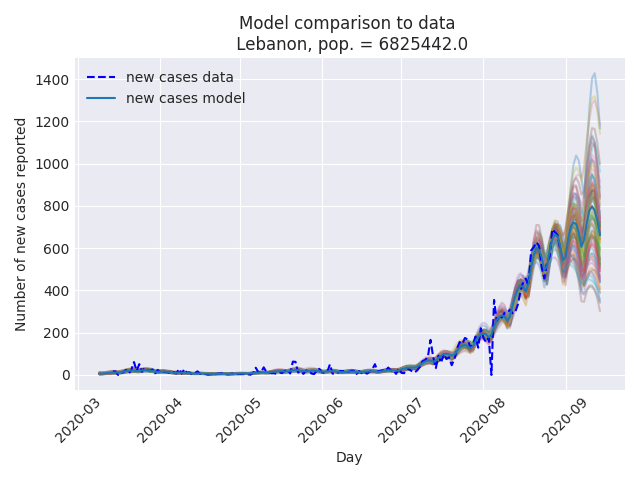 Model comparison to data
Lebanon, pop. = 6825442.0
new cases data
new cases model
Number of new cases reported
1400
1200
1000
800
600
400
200
0
2020-03
2020-04
2020-05
2020-06
2020-07
2020-08
2020-09
Day